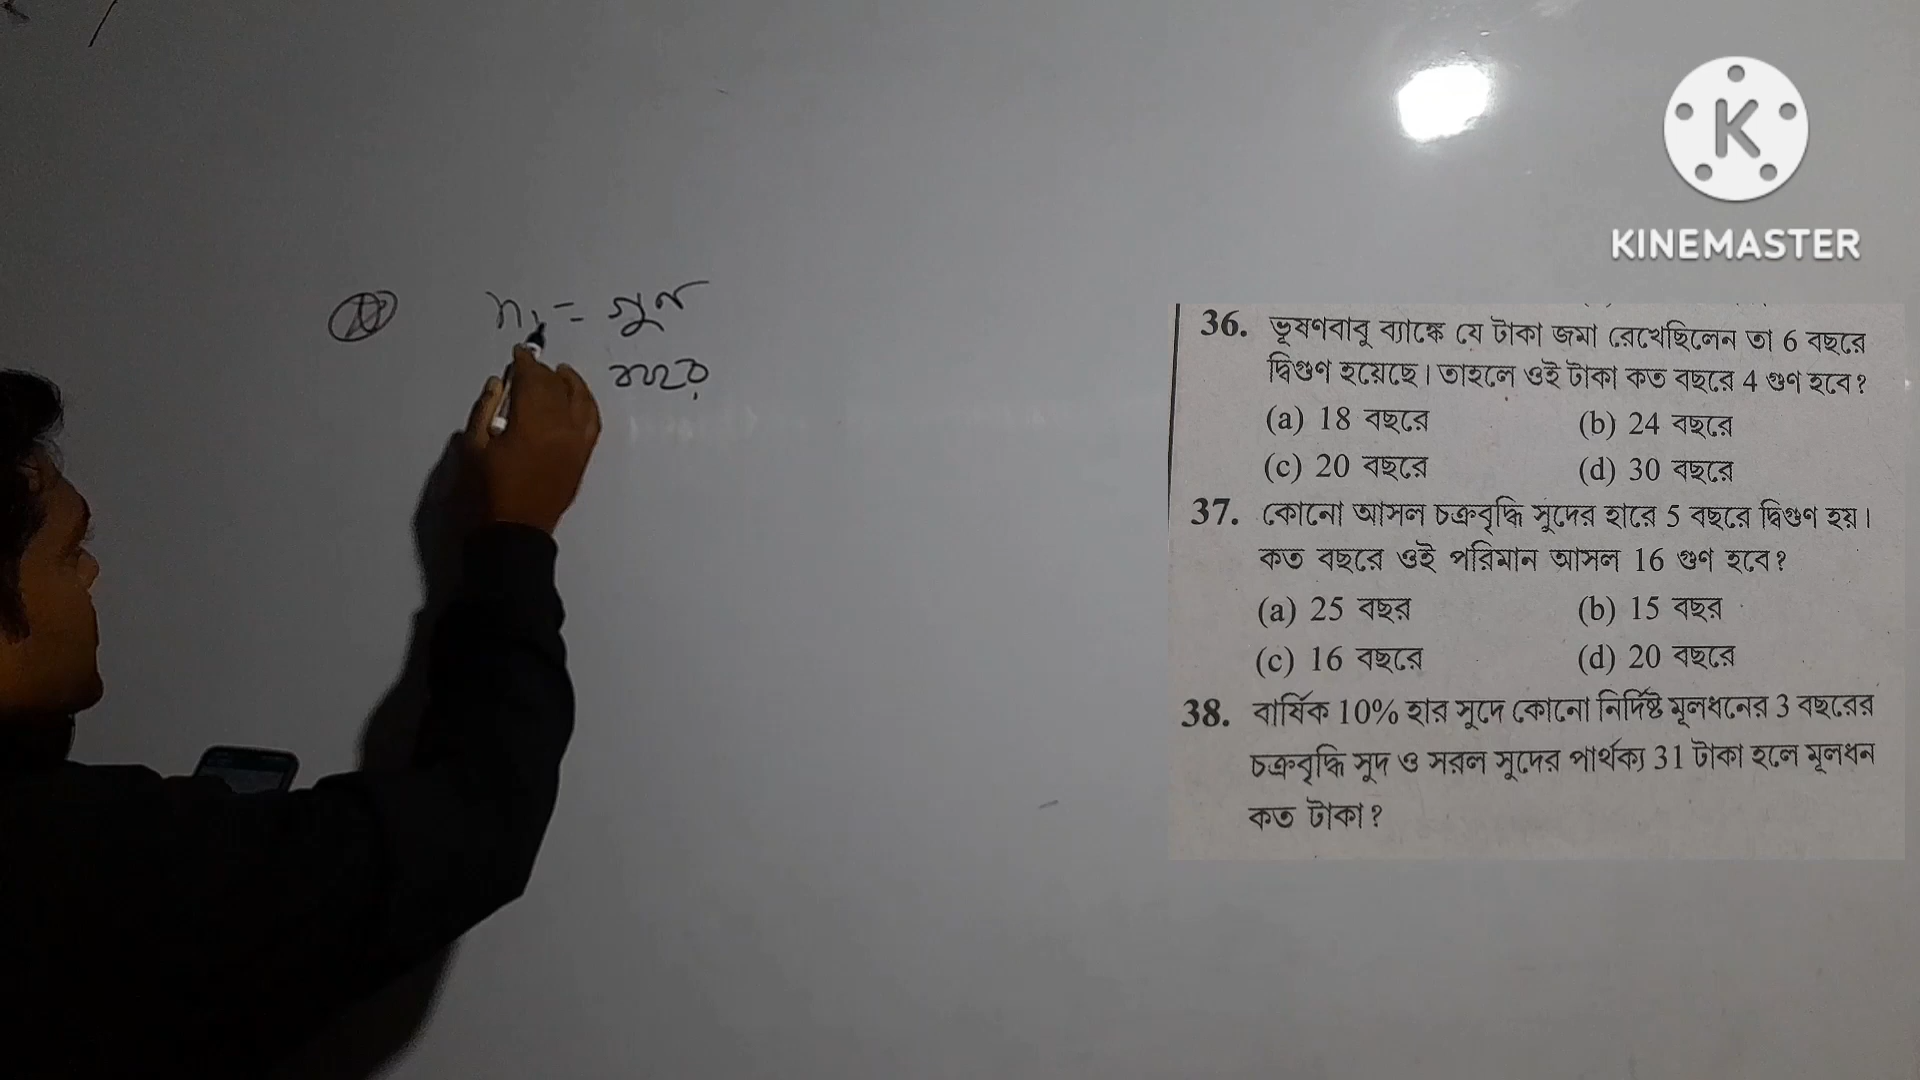 K
KINEMASTER
n₁ = গুন
বছর
36. ভূষণবাবু ব্যাঙ্কে যে টাকা জমা রেখেছিলেন তা 6 বছরে
দ্বিগুণ হয়েছে। তাহলে ওই টাকা কত বছরে 4 গুণ হবে?
(a) 18 বছরে (b) 24 বছরে
(c) 20 বছরে (d) 30 বছরে
37. কোনো আসল চক্রবৃদ্ধি সুদের হারে 5 বছরে দ্বিগুণ হয়।
কত বছরে ওই পরিমান আসল 16 গুণ হবে?
(a) 25 বছর (b) 15 বছর
(c) 16 বছরে (d) 20 বছরে
38. বার্ষিক 10% হার সুদে কোনো নির্দিষ্ট মূলধনের 3 বছরের
চক্রবৃদ্ধি সুদ ও সরল সুদের পার্থক্য 31 টাকা হলে মূলধন
কত টাকা?